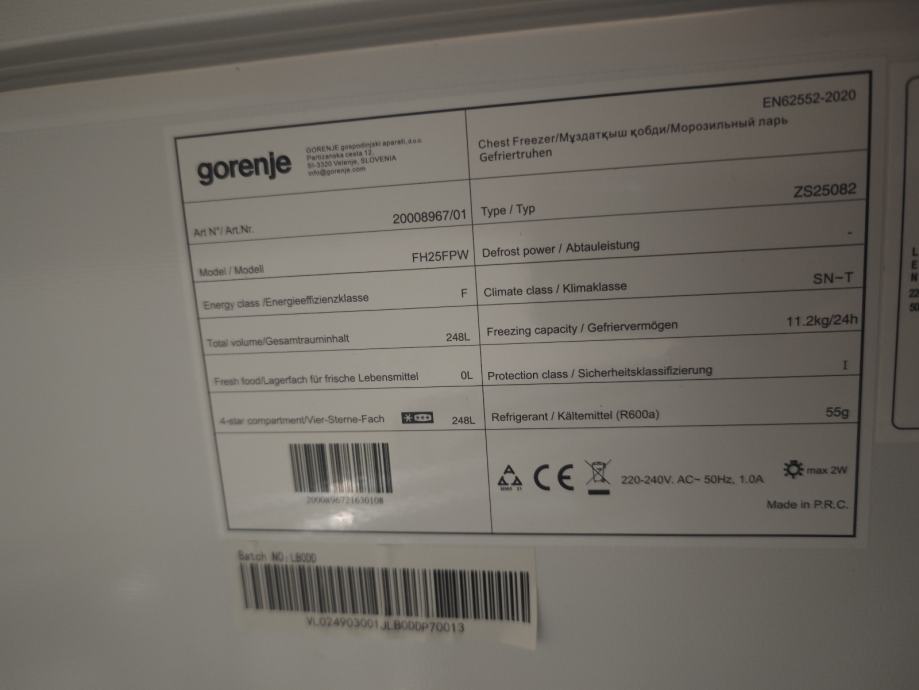 gorenje
GORENJE gospodinjski aparati, d.o.o.
Partizanska cesta 12,
SI-3320 Velenje, SLOVENIA
info@gorenje.com
EN62552-2020
Chest Freezer/Мұздатқыш қобди/Морозильный ларь
Gefriertruhen
Art N°/ Art.Nr. 20008967/01
Type / Typ ZS25082
Model / Modell FH25FPW
Defrost power / Abtauleistung -
Energy class /Energieeffizienzklasse F
Climate class / Klimaklasse SN~T
Total volume/Gesamtrauminhalt 248L
Freezing capacity / Gefriervermögen 11.2kg/24h
Fresh food/Lagerfach für frische Lebensmittel 0L
Protection class / Sicherheitsklassifizierung I
4-star compartment/Vier-Sterne-Fach 248L
Refrigerant / Kältemittel (R600a) 55g
CE
220-240V. AC~ 50Hz, 1.0A
max 2W
Made in P.R.C.
Batch NO: LB0DD
L
E
N